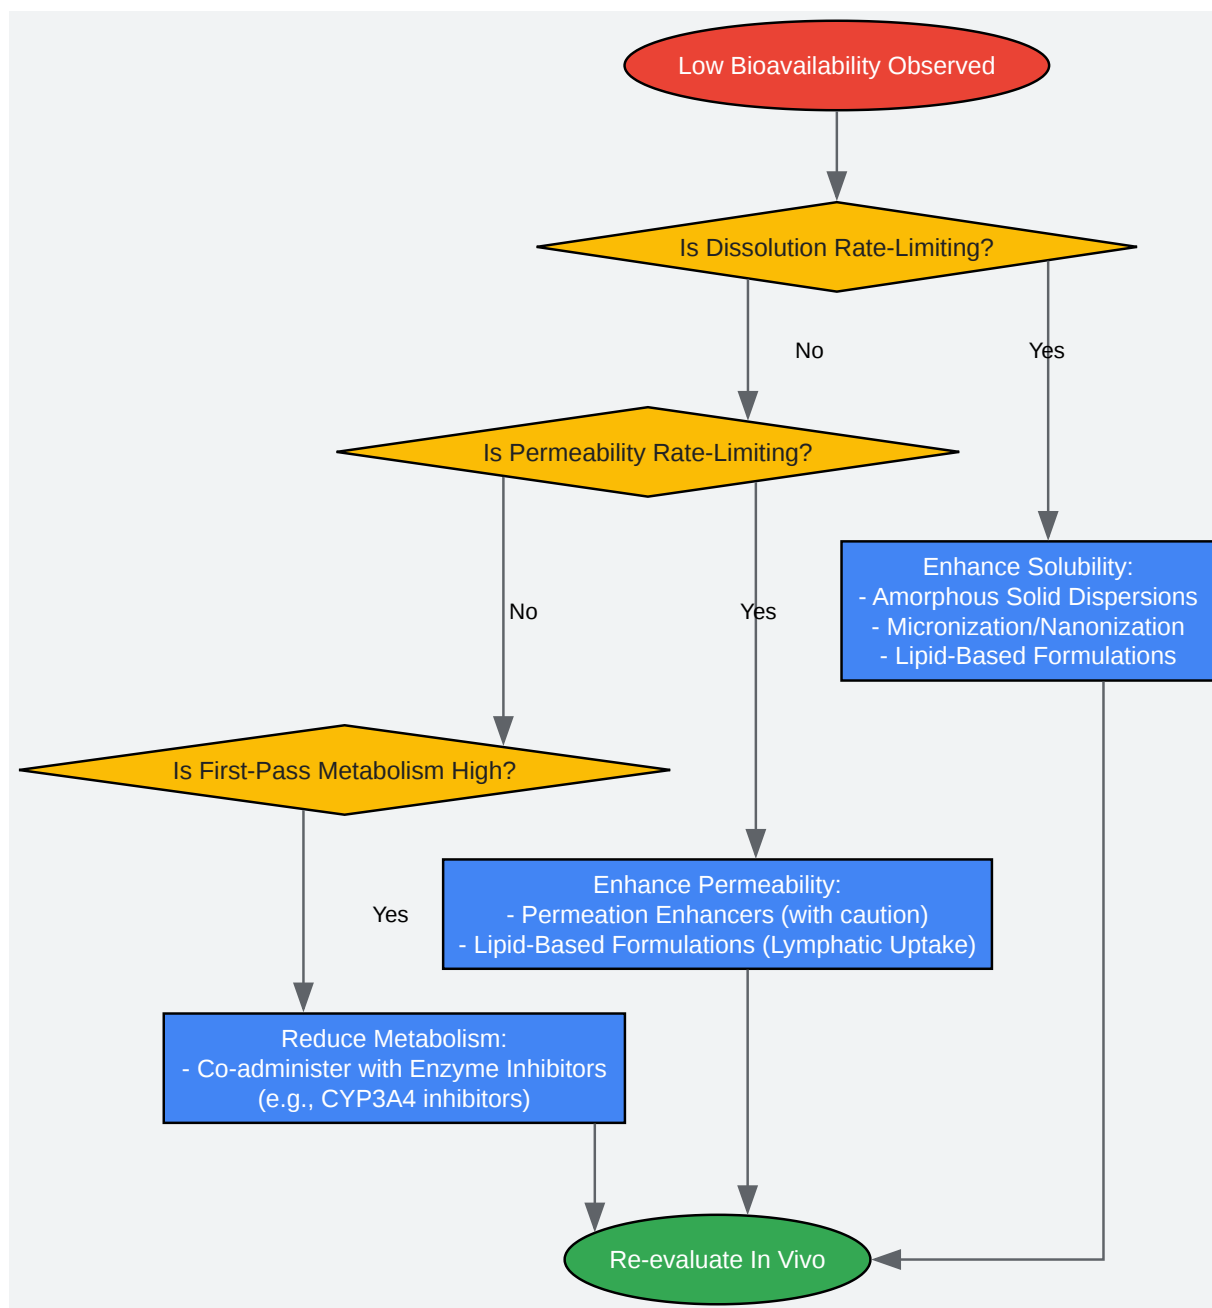 Low Bioavailability Observed
Is Dissolution Rate-Limiting?
No
Yes
Is Permeability Rate-Limiting?
Enhance Solubility:
- Amorphous Solid Dispersions
- Micronization/Nanonization
- Lipid-Based Formulations
No
Yes
Is First-Pass Metabolism High?
Enhance Permeability:
- Permeation Enhancers (with caution)
- Lipid-Based Formulations (Lymphatic Uptake)
Yes
Reduce Metabolism:
- Co-administer with Enzyme Inhibitors
(e.g., CYP3A4 inhibitors)
Re-evaluate In Vivo